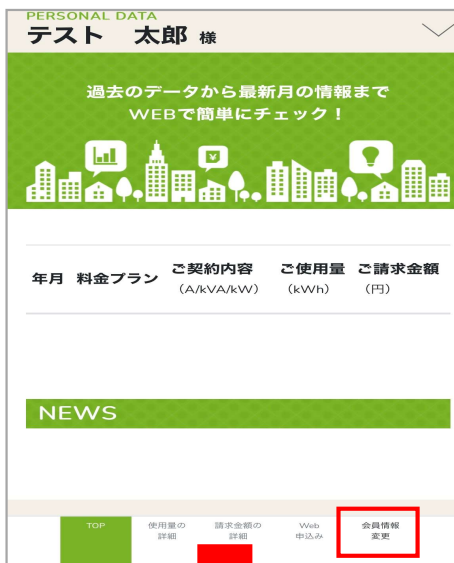 PERSONAL DATA
テスト　太郎 様
過去のデータから最新月の情報まで
WEBで簡単にチェック！
年月 料金プラン ご契約内容 ご使用量 ご請求金額
（A/kVA/kW） （kWh） （円）
NEWS
TOP 使用量の 請求金額の Web 会員情報
詳細 詳細 申込み 変更